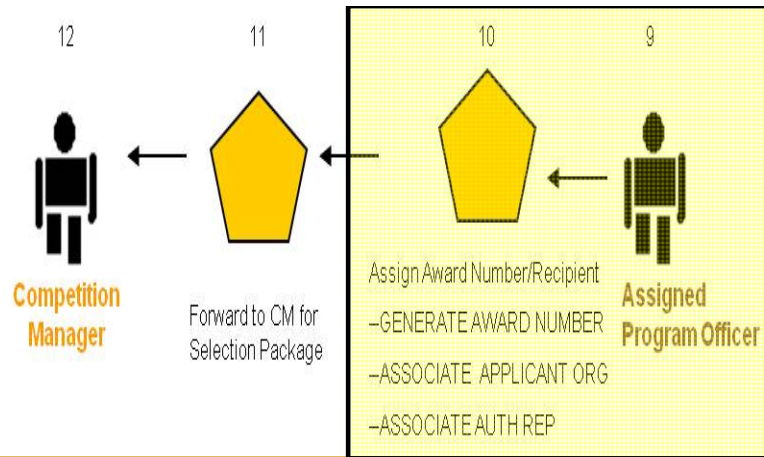 12 11 10 9
Competition
Manager
Forward to CM for
Selection Package
Assign Award Number/Recipient
–GENERATE AWARD NUMBER
–ASSOCIATE APPLICANT ORG
–ASSOCIATE AUTH REP
Assigned
Program Officer